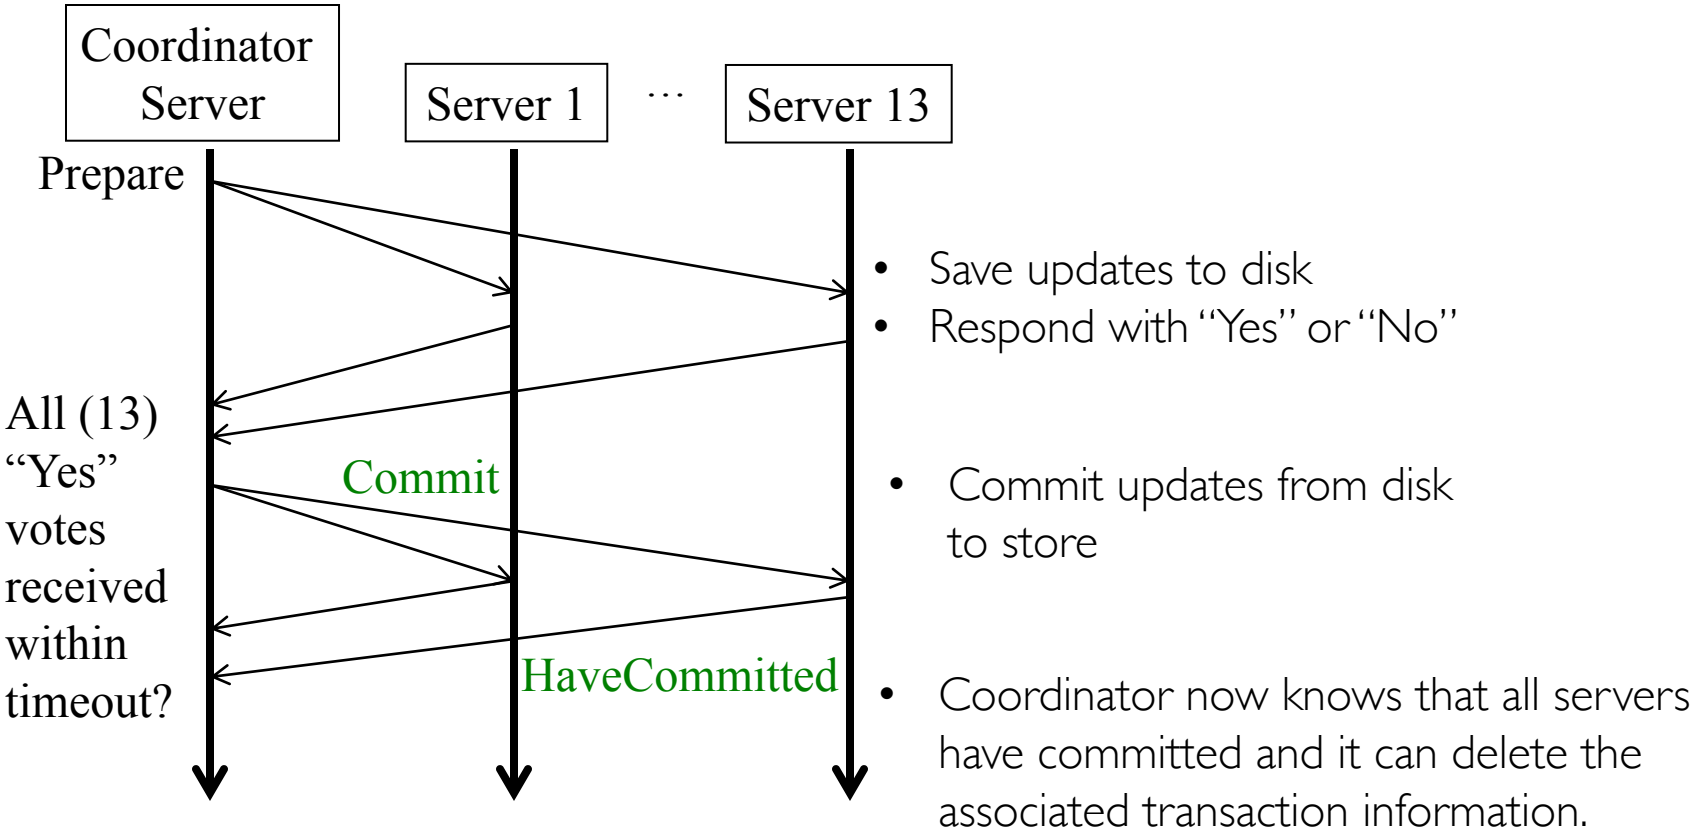 Coordinator
Server
Server 1
...
Server 13
Prepare
• Save updates to disk
• Respond with “Yes” or “No”
All (13)
“Yes”
votes
received
within
timeout?
Commit
• Commit updates from disk
to store
HaveCommitted
• Coordinator now knows that all servers
have committed and it can delete the
associated transaction information.